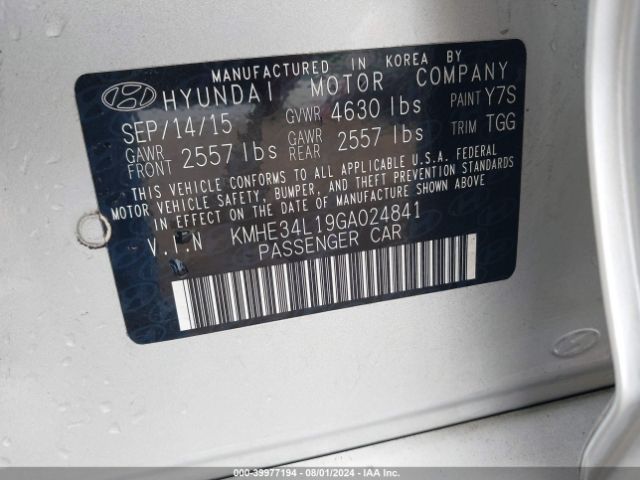 MANUFACTURED IN KOREA BY
HYUNDAI MOTOR COMPANY
SEP/14/15 GVWR 4630 lbs PAINT Y7S
GAWR FRONT 2557 lbs GAWR REAR 2557 lbs TRIM TGG
THIS VEHICLE CONFORMS TO ALL APPLICABLE U.S.A. FEDERAL
MOTOR VEHICLE SAFETY, BUMPER, AND THEFT PREVENTION STANDARDS
IN EFFECT ON THE DATE OF MANUFACTURE SHOWN ABOVE.
V.I.N KMHE34L19GA024841
PASSENGER CAR
000-39977194 - 08/01/2024 - IAA Inc.